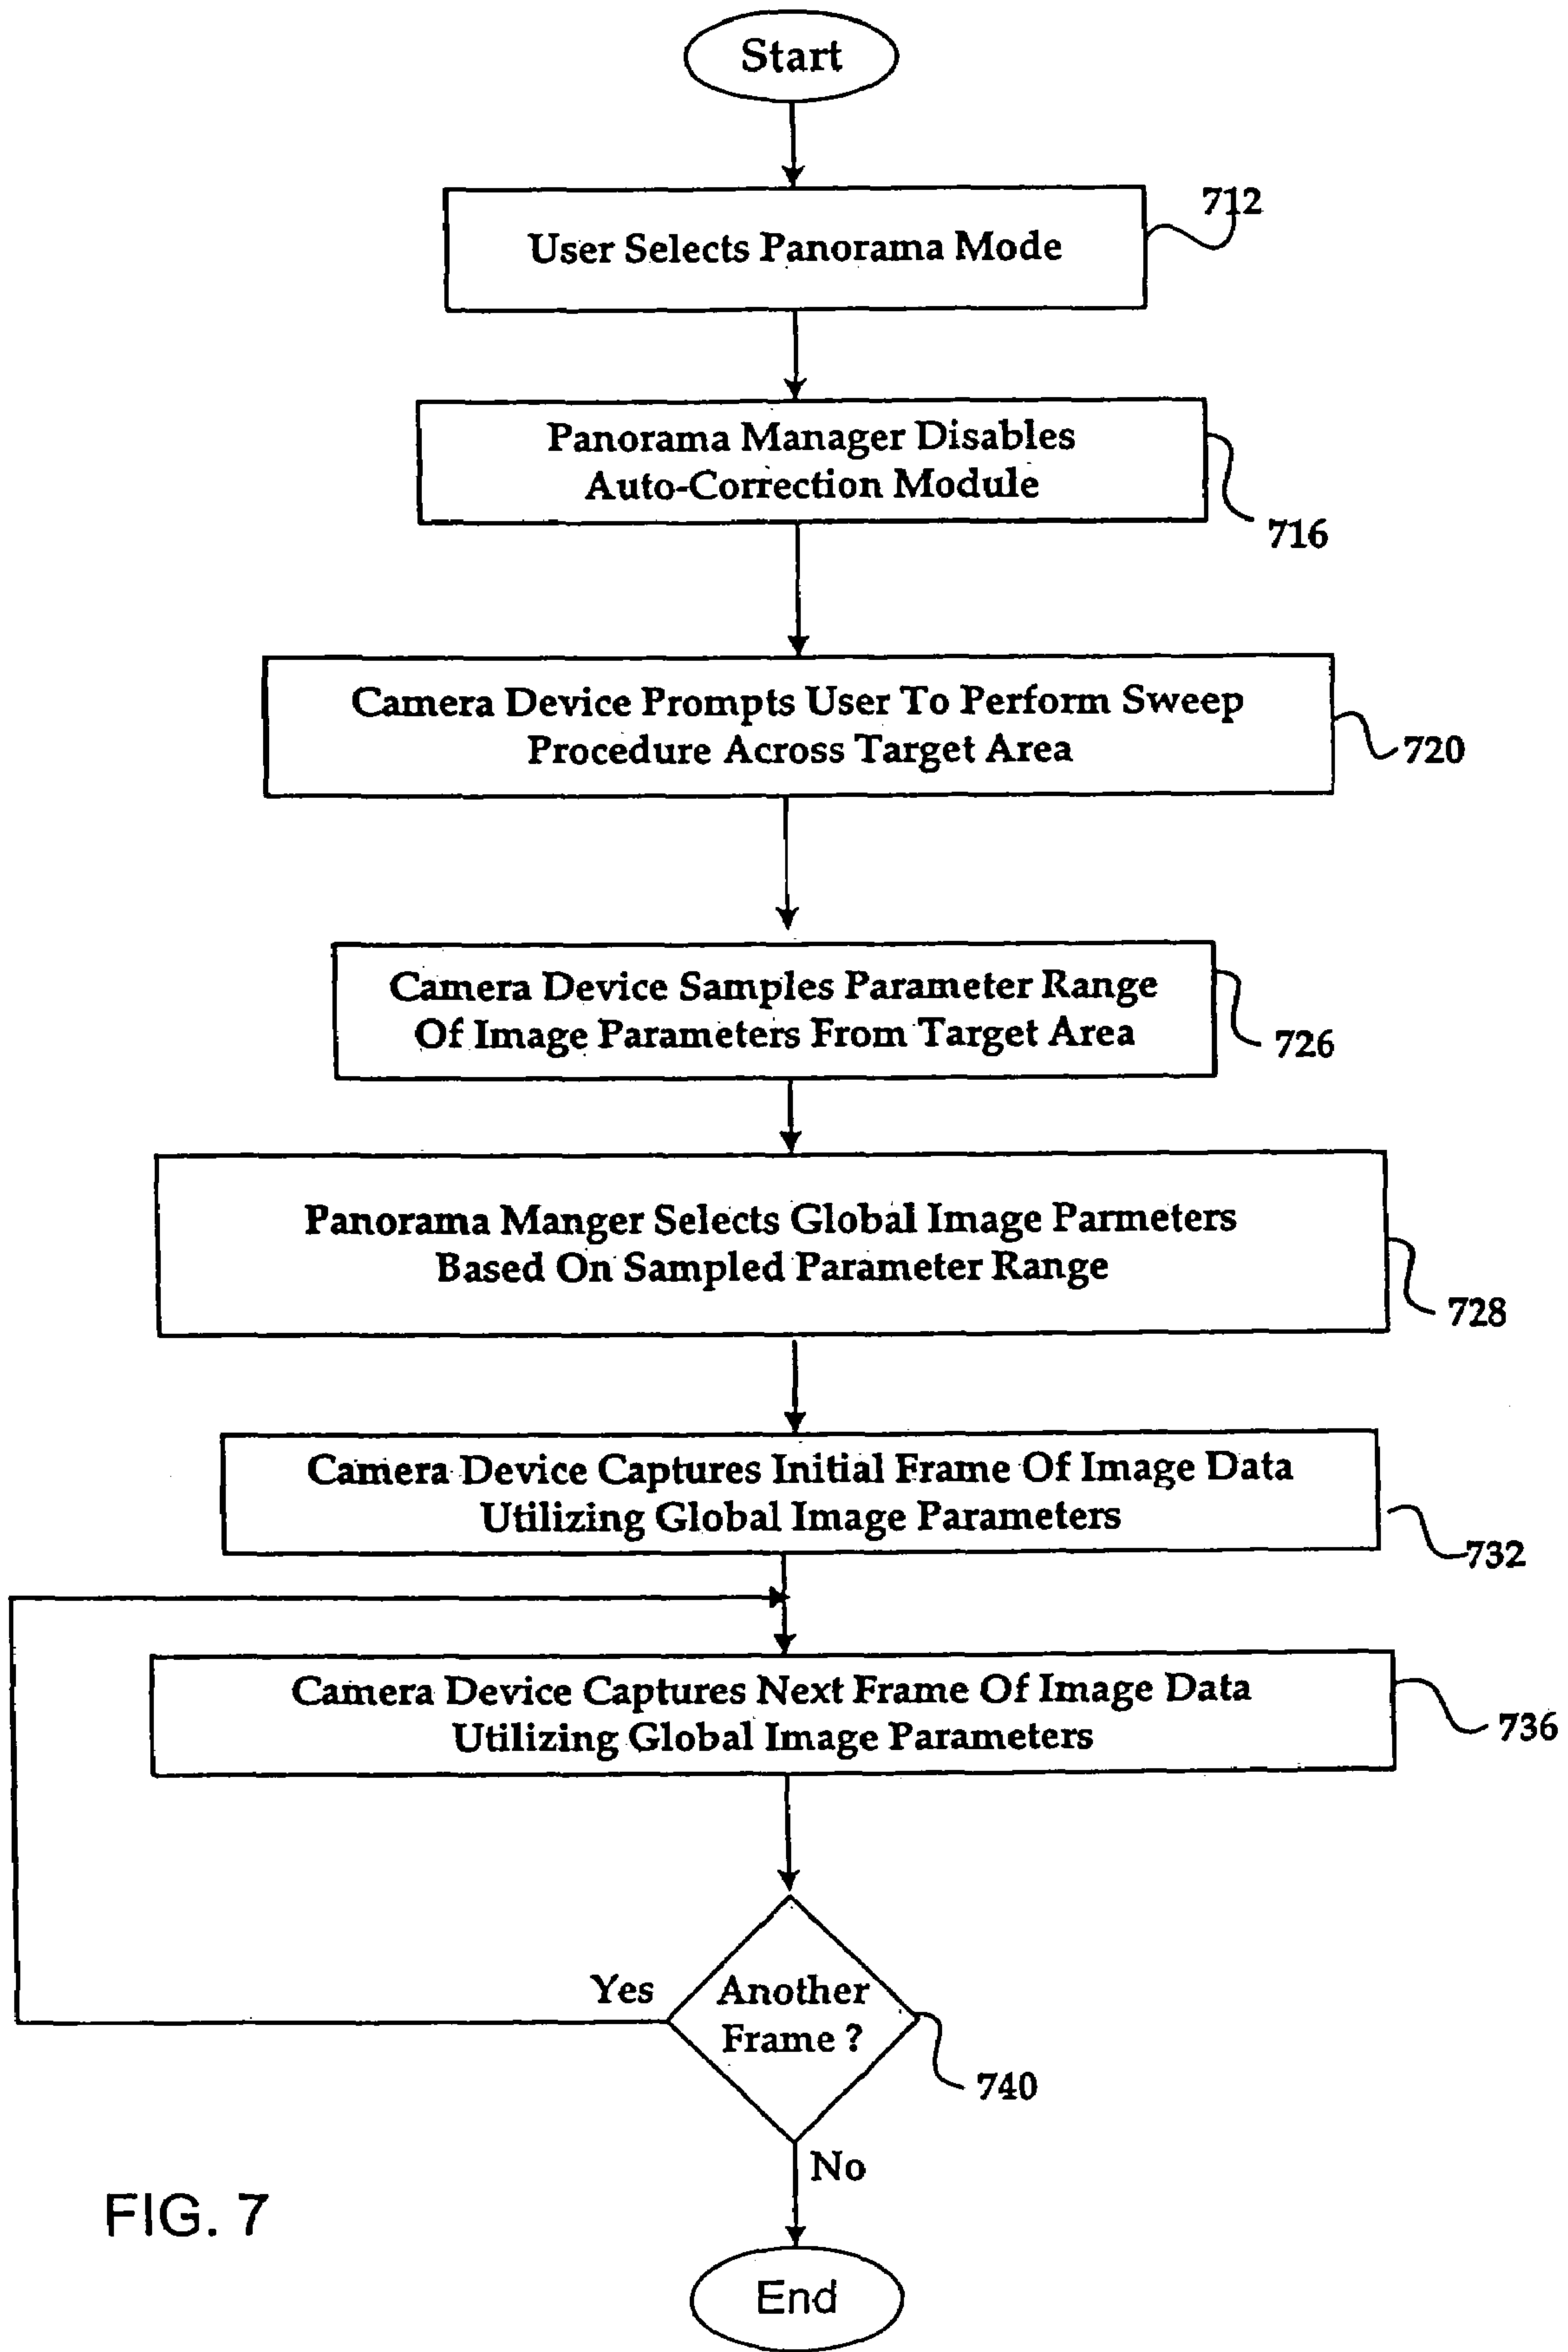 Start
712
User Selects Panorama Mode
Panorama Manager Disables
Auto-Correction Module
716
Camera Device Prompts User To Perform Sweep
Procedure Across Target Area
720
Camera Device Samples Parameter Range
Of Image Parameters From Target Area
726
Panorama Manger Selects Global Image Parmeters
Based On Sampled Parameter Range
728
Camera Device Captures Initial Frame Of Image Data
Utilizing Global Image Parameters
732
Camera Device Captures Next Frame Of Image Data
Utilizing Global Image Parameters
736
Yes
Another
Frame ?
740
No
FIG. 7
End